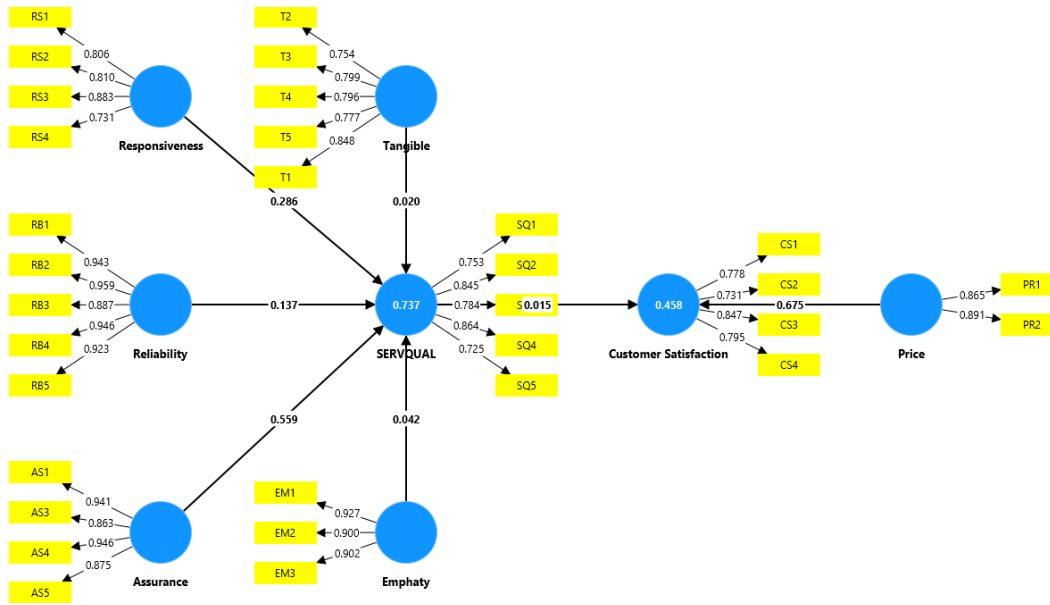 RS1
RS2
RS3
RS4
0.806
0.810
0.883
0.731
Responsiveness
T2
T3
T4
T5
T1
0.754
0.799
0.796
0.777
0.848
Tangible
0.286
0.020
RB1
RB2
RB3
RB4
RB5
0.943
0.959
0.887
0.946
0.923
Reliability
0.137
0.737
SERVQUAL
0.753
0.845
0.784
0.864
0.725
SQ1
SQ2
0.015
SQ4
SQ5
0.458
Customer Satisfaction
0.778
0.731
0.847
0.795
CS1
CS2
CS3
CS4
0.675
Price
0.865
0.891
PR1
PR2
0.559
0.042
AS1
AS3
AS4
AS5
0.941
0.863
0.946
0.875
Assurance
EM1
EM2
EM3
0.927
0.900
0.902
Emphaty